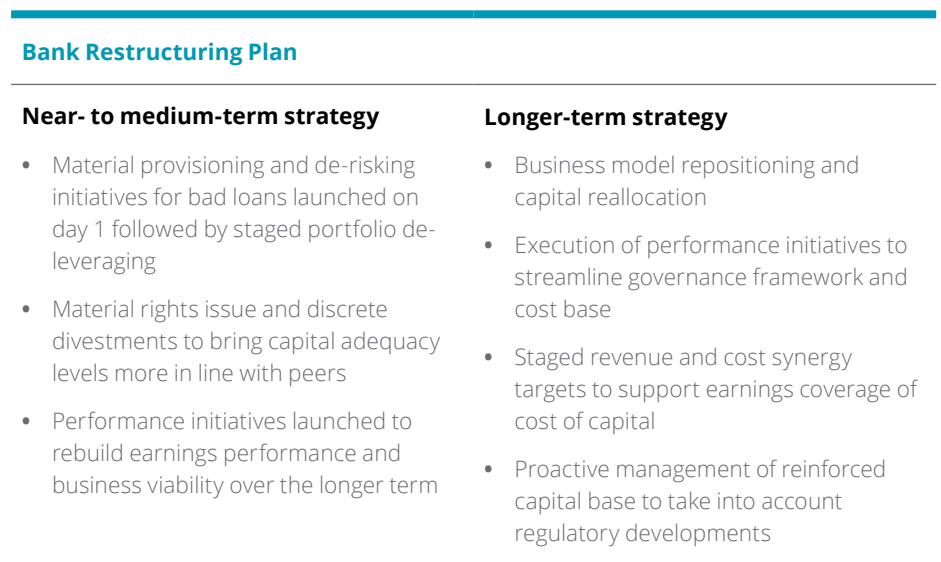 Bank Restructuring Plan
Near- to medium-term strategy
• Material provisioning and de-risking
initiatives for bad loans launched on
day 1 followed by staged portfolio de-
leveraging
• Material rights issue and discrete
divestments to bring capital adequacy
levels more in line with peers
• Performance initiatives launched to
rebuild earnings performance and
business viability over the longer term
Longer-term strategy
• Business model repositioning and
capital reallocation
• Execution of performance initiatives to
streamline governance framework and
cost base
• Staged revenue and cost synergy
targets to support earnings coverage of
cost of capital
• Proactive management of reinforced
capital base to take into account
regulatory developments